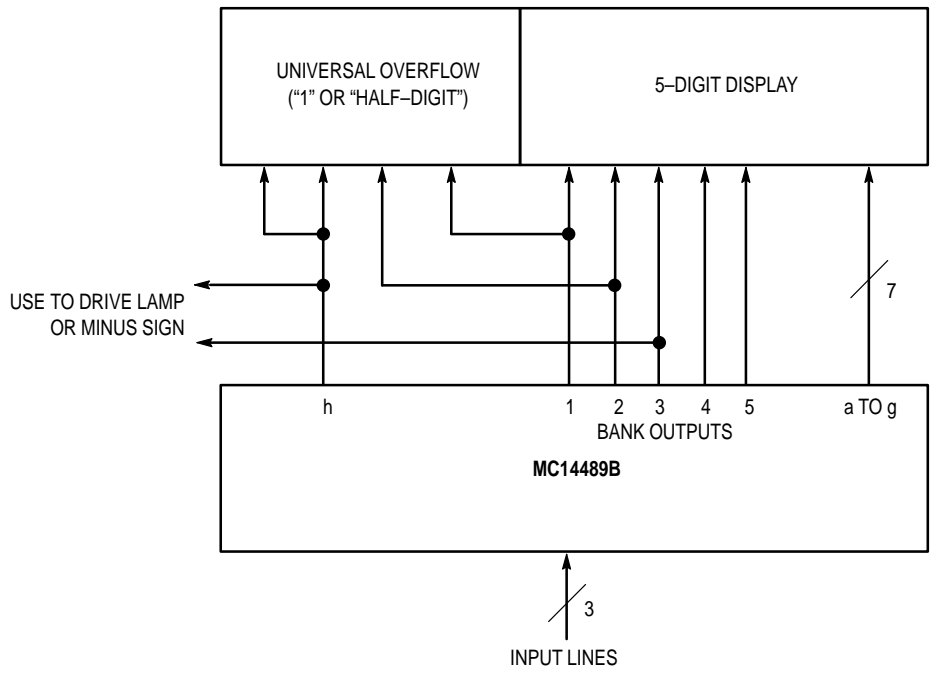 UNIVERSAL OVERFLOW
(“1” OR “HALF–DIGIT”)
5–DIGIT DISPLAY
USE TO DRIVE LAMP
OR MINUS SIGN
7
h
1 2 3 4 5
a TO g
BANK OUTPUTS
MC14489B
3
INPUT LINES